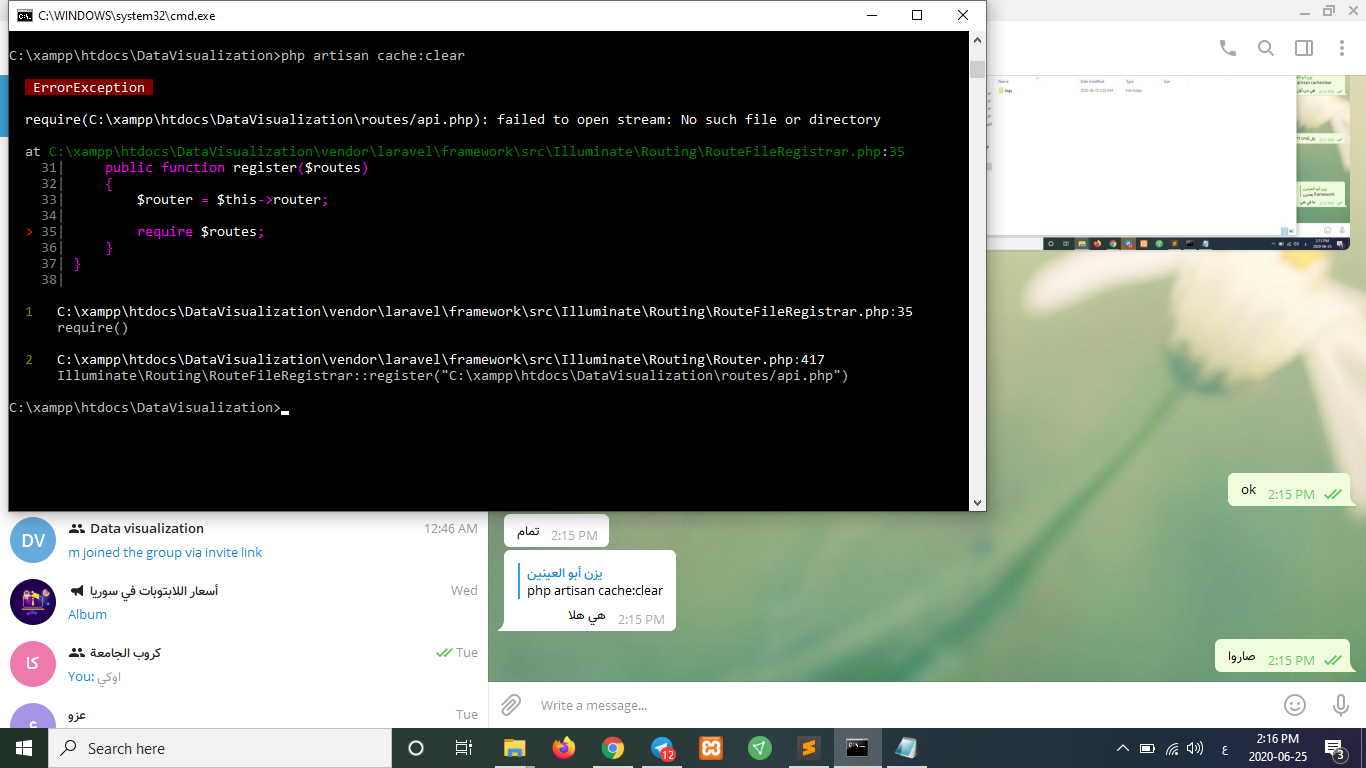 C:\WINDOWS\system32\cmd.exe
C:\xampp\htdocs\DataVisualization>php artisan cache:clear
ErrorException
require(C:\xampp\htdocs\DataVisualization\routes/api.php): failed to open stream: No such file or directory
at C:\xampp\htdocs\DataVisualization\vendor\laravel\framework\src\Illuminate\Routing\RouteFileRegistrar.php:35
31| public function register($routes)
32| {
33| $router = $this->router;
34|
> 35| require $routes;
36| }
37| }
38|
1 C:\xampp\htdocs\DataVisualization\vendor\laravel\framework\src\Illuminate\Routing\RouteFileRegistrar.php:35
require()
2 C:\xampp\htdocs\DataVisualization\vendor\laravel\framework\src\Illuminate\Routing\Router.php:417
Illuminate\Routing\RouteFileRegistrar::register("C:\xampp\htdocs\DataVisualization\routes/api.php")
C:\xampp\htdocs\DataVisualization>
DV
Data visualization 12:46 AM
m joined the group via invite link
أسعار اللابتوبات في سوريا Wed
Album
كا
كروب الجامعة Tue
You: اوكي
ع
عزو Tue
Name Date modified Type Size
ok 2:15 PM
تمام 2:15 PM
يزن أبو العينين
php artisan cache:clear
هي هلا 2:15 PM
صاروا 2:15 PM
Write a message...
Search here
12
ع
2:16 PM
2020-06-25
3